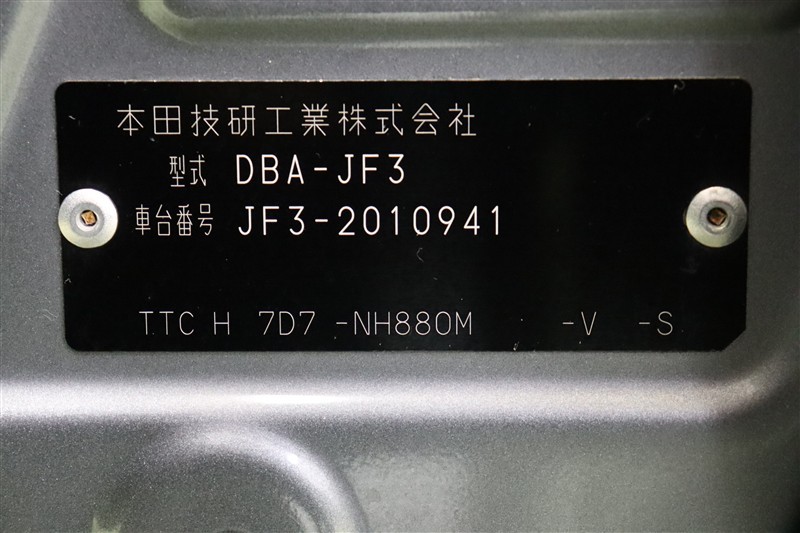 本田技研工業株式会社
型式 DBA-JF3
車台番号 JF3-2010941
TTC H 7D7 -NH880M -V -S